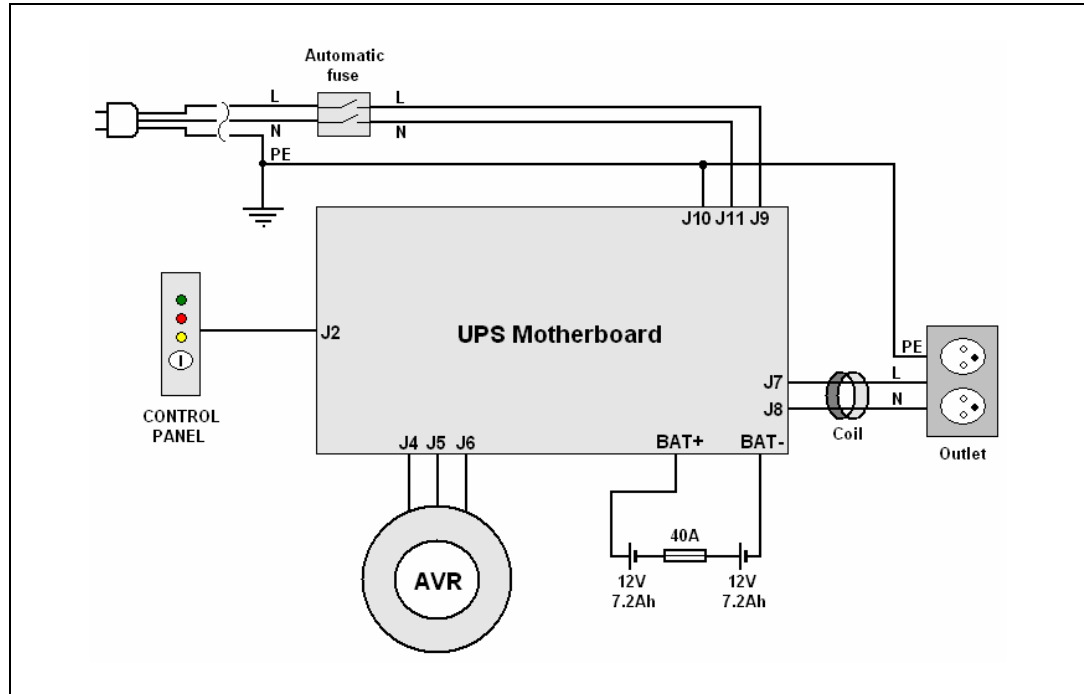 Automatic
fuse
L
L
N
N
PE
J10 J11 J9
J2
UPS Motherboard
CONTROL
PANEL
PE
J7
L
J8
N
Coil
Outlet
J4 J5 J6
BAT+
BAT-
AVR
40A
12V
7.2Ah
12V
7.2Ah